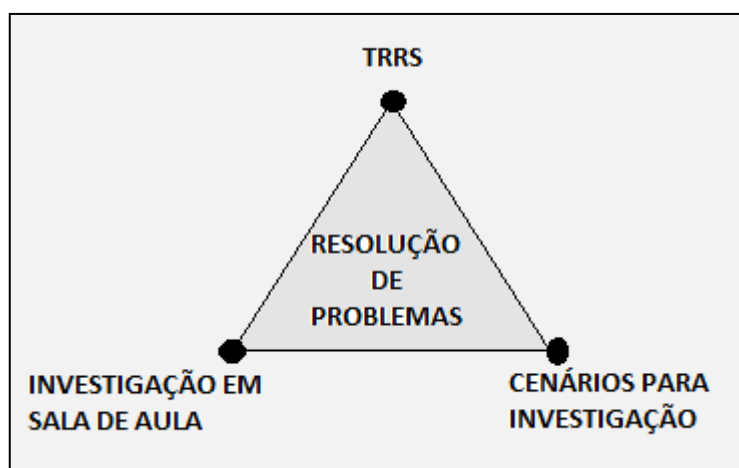 TRRS
RESOLUÇÃO
DE
PROBLEMAS
INVESTIGAÇÃO EM
SALA DE AULA
CENÁRIOS PARA
INVESTIGAÇÃO